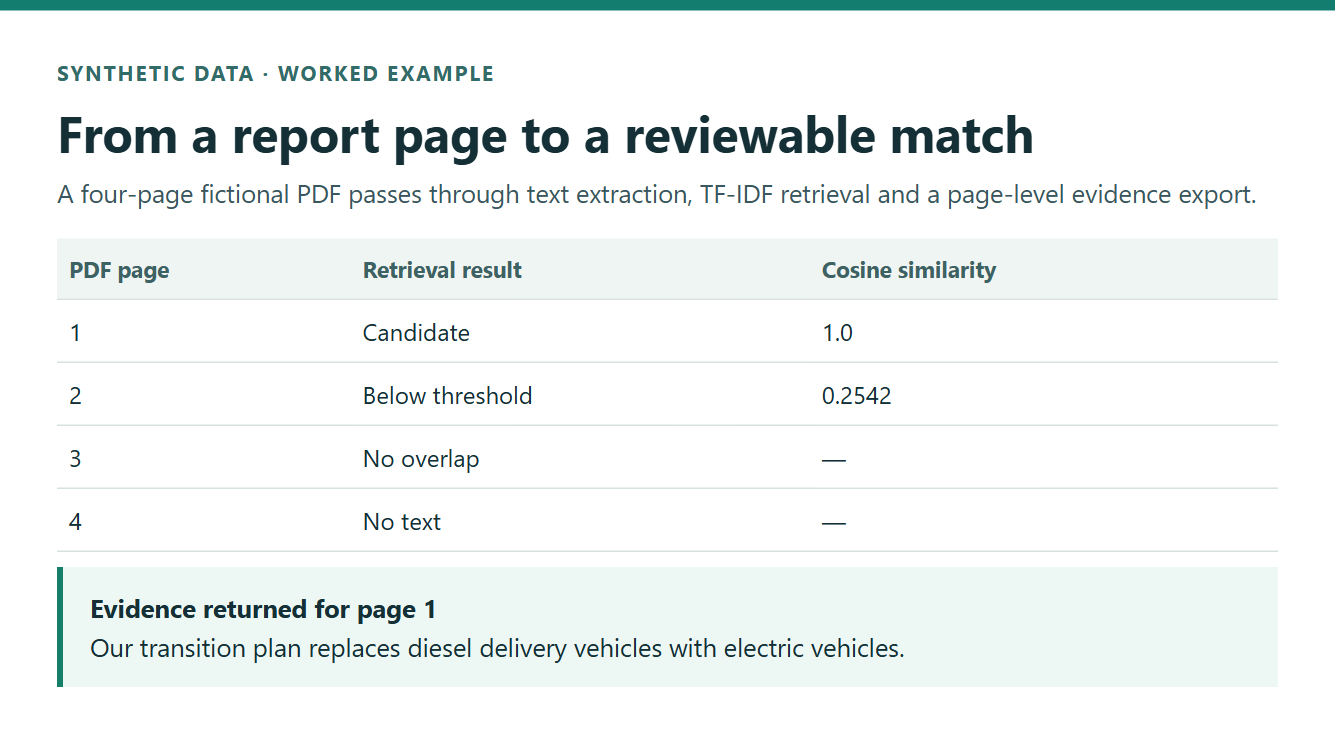 SYNTHETIC DATA · WORKED EXAMPLE
From a report page to a reviewable match
A four-page fictional PDF passes through text extraction, TF-IDF retrieval and a page-level evidence export.
PDF page Retrieval result Cosine similarity
1 Candidate 1.0
2 Below threshold 0.2542
3 No overlap —
4 No text —
Evidence returned for page 1
Our transition plan replaces diesel delivery vehicles with electric vehicles.